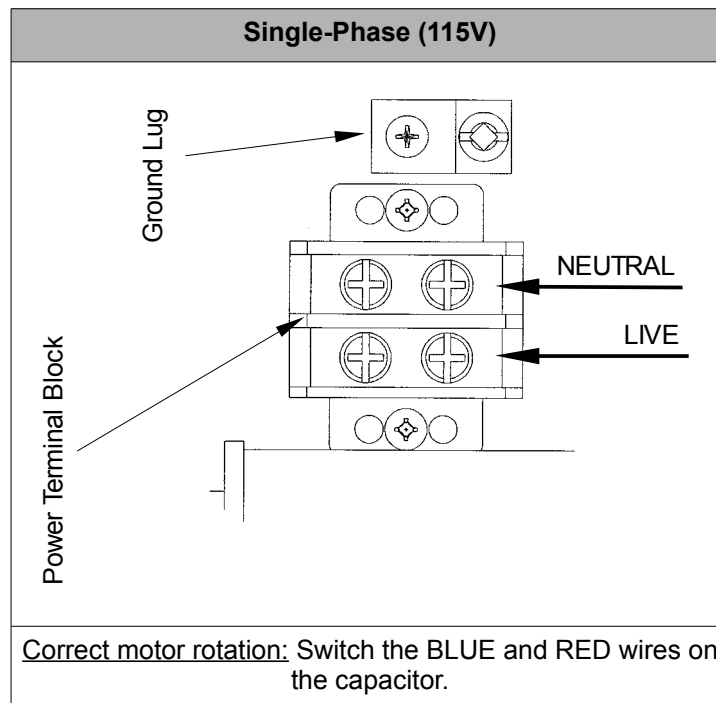 Single-Phase (115V)
Ground Lug
NEUTRAL
LIVE
Power Terminal Block
Correct motor rotation: Switch the BLUE and RED wires on
the capacitor.